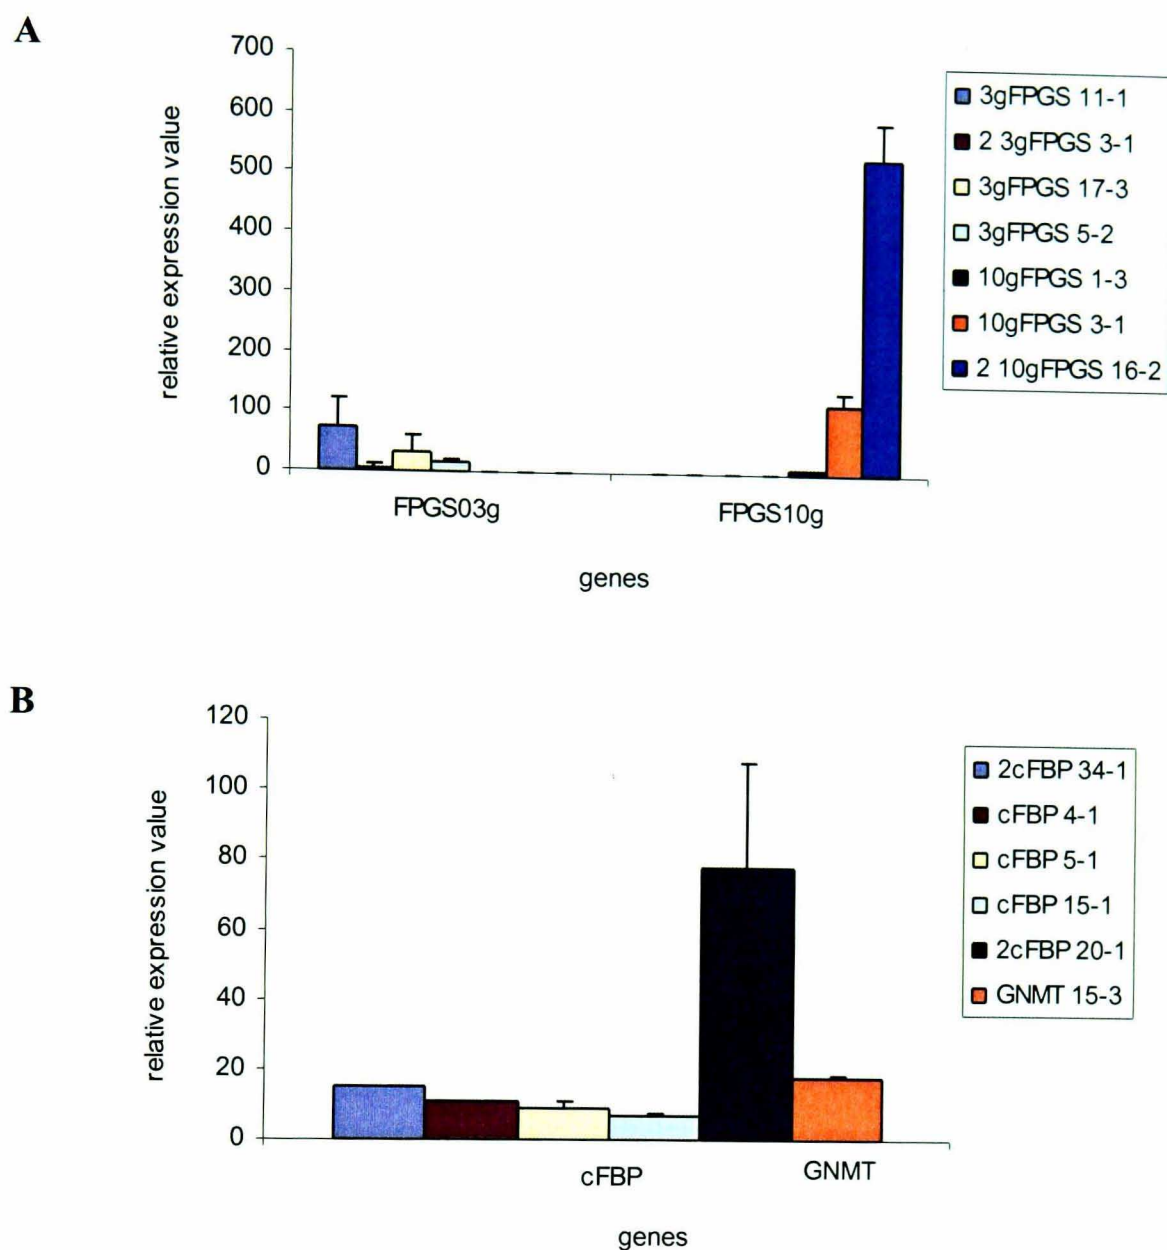 A
relative expression value
700
600
500
400
300
200
100
0
FPGS03g
FPGS10g
genes
3gFPGS 11-1
2 3gFPGS 3-1
3gFPGS 17-3
3gFPGS 5-2
10gFPGS 1-3
10gFPGS 3-1
2 10gFPGS 16-2
B
relative expression value
120
100
80
60
40
20
0
cFBP
GNMT
genes
2cFBP 34-1
cFBP 4-1
cFBP 5-1
cFBP 15-1
2cFBP 20-1
GNMT 15-3